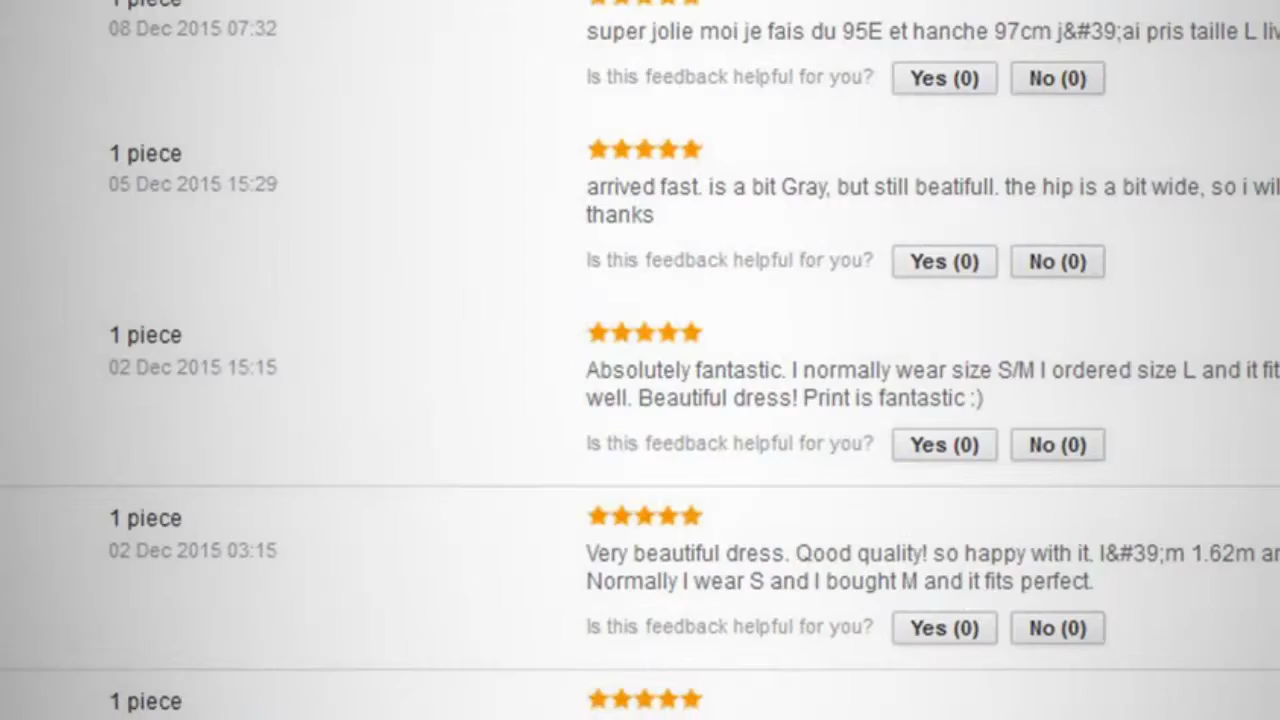 1 piece
08 Dec 2015 07:32
super jolie moi je fais du 95E et hanche 97cm j&#39;ai pris taille L
Is this feedback helpful for you? Yes (0) No (0)
1 piece
05 Dec 2015 15:29
arrived fast. is a bit Gray, but still beatifull. the hip is a bit wide, so i
thanks
Is this feedback helpful for you? Yes (0) No (0)
1 piece
02 Dec 2015 15:15
Absolutely fantastic. I normally wear size S/M I ordered size L and it fit
well. Beautiful dress! Print is fantastic :)
Is this feedback helpful for you? Yes (0) No (0)
1 piece
02 Dec 2015 03:15
Very beautiful dress. Qood quality! so happy with it. I&#39;m 1.62m
Normally I wear S and I bought M and it fits perfect.
Is this feedback helpful for you? Yes (0) No (0)
1 piece